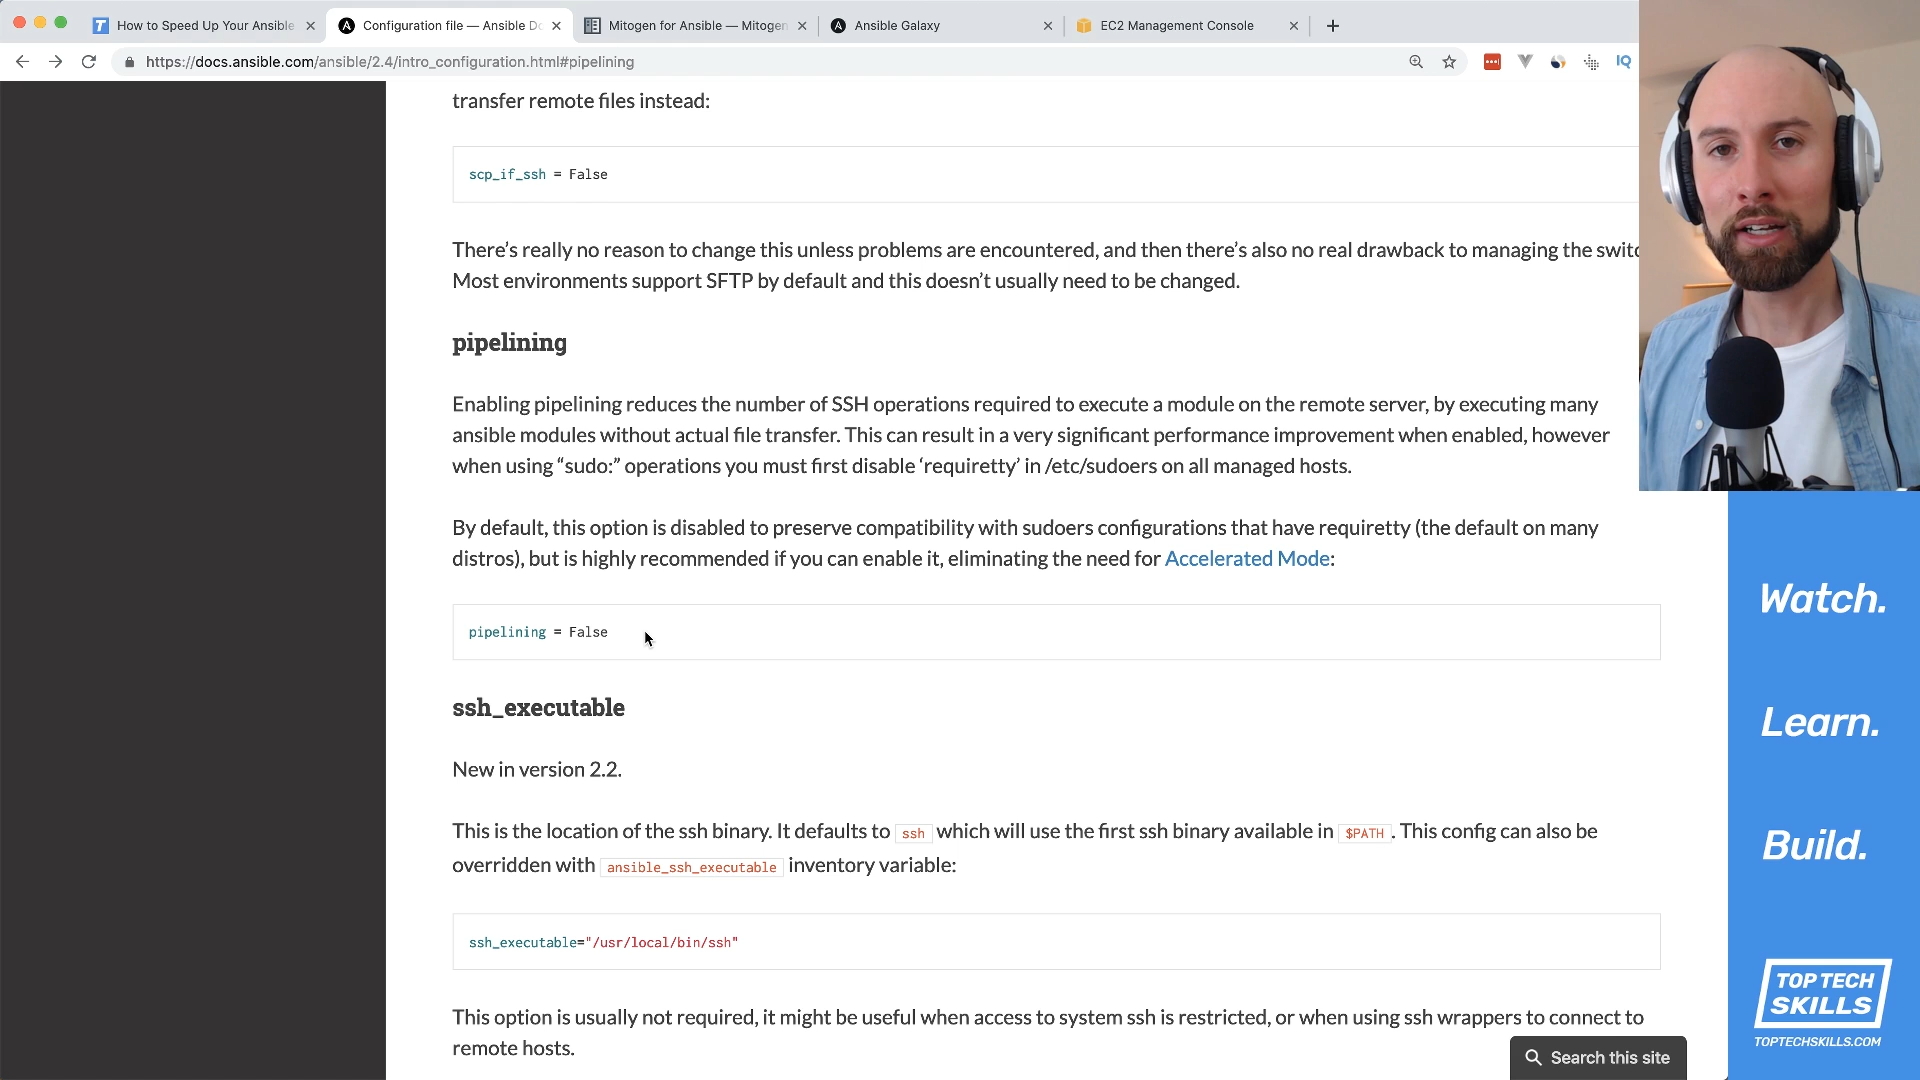 How to Speed Up Your Ansible
Configuration file — Ansible Do
Mitogen for Ansible — Mitogen
Ansible Galaxy
EC2 Management Console
https://docs.ansible.com/ansible/2.4/intro_configuration.html#pipelining
IQ
transfer remote files instead:
scp_if_ssh = False
There’s really no reason to change this unless problems are encountered, and then there’s also no real drawback to managing the switc
Most environments support SFTP by default and this doesn’t usually need to be changed.
pipelining
Enabling pipelining reduces the number of SSH operations required to execute a module on the remote server, by executing many
ansible modules without actual file transfer. This can result in a very significant performance improvement when enabled, however
when using “sudo:” operations you must first disable ‘requiretty’ in /etc/sudoers on all managed hosts.
By default, this option is disabled to preserve compatibility with sudoers configurations that have requiretty (the default on many
distros), but is highly recommended if you can enable it, eliminating the need for Accelerated Mode:
pipelining = False
ssh_executable
New in version 2.2.
This is the location of the ssh binary. It defaults to ssh which will use the first ssh binary available in $PATH . This config can also be
overridden with ansible_ssh_executable inventory variable:
ssh_executable="/usr/local/bin/ssh"
This option is usually not required, it might be useful when access to system ssh is restricted, or when using ssh wrappers to connect to
remote hosts.
Search this site
Watch.
Learn.
Build.
TOP TECH
SKILLS
TOPTECHSKILLS.COM